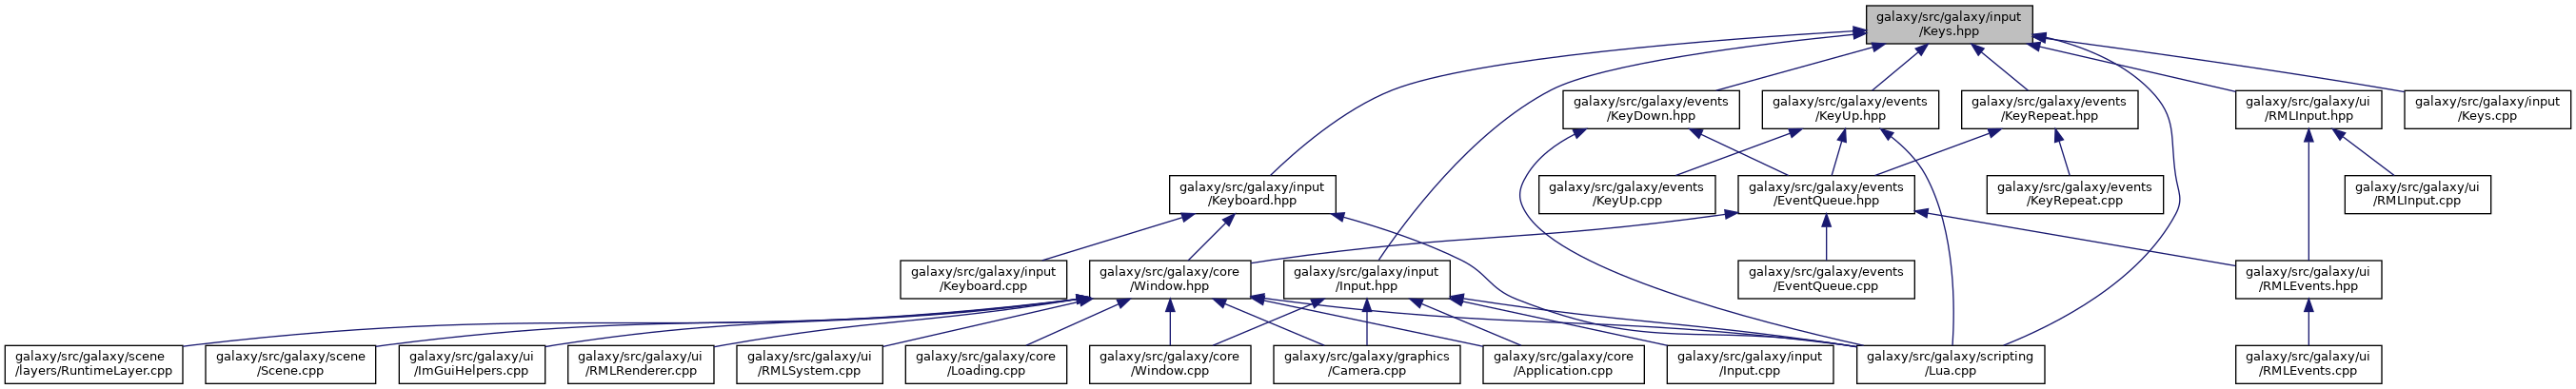 galaxy/src/galaxy/input
/Keys.hpp
galaxy/src/galaxy/events
/KeyDown.hpp
galaxy/src/galaxy/events
/KeyUp.hpp
galaxy/src/galaxy/events
/KeyRepeat.hpp
galaxy/src/galaxy/ui
/RMLInput.hpp
galaxy/src/galaxy/input
/Keys.cpp
galaxy/src/galaxy/input
/Keyboard.hpp
galaxy/src/galaxy/events
/KeyUp.cpp
galaxy/src/galaxy/events
/EventQueue.hpp
galaxy/src/galaxy/events
/KeyRepeat.cpp
galaxy/src/galaxy/ui
/RMLInput.cpp
galaxy/src/galaxy/input
/Keyboard.cpp
galaxy/src/galaxy/core
/Window.hpp
galaxy/src/galaxy/input
/Input.hpp
galaxy/src/galaxy/events
/EventQueue.cpp
galaxy/src/galaxy/ui
/RMLEvents.hpp
galaxy/src/galaxy/scene
/layers/RuntimeLayer.cpp
galaxy/src/galaxy/scene
/Scene.cpp
galaxy/src/galaxy/ui
/ImGuiHelpers.cpp
galaxy/src/galaxy/ui
/RMLRenderer.cpp
galaxy/src/galaxy/ui
/RMLSystem.cpp
galaxy/src/galaxy/core
/Loading.cpp
galaxy/src/galaxy/core
/Window.cpp
galaxy/src/galaxy/graphics
/Camera.cpp
galaxy/src/galaxy/core
/Application.cpp
galaxy/src/galaxy/input
/Input.cpp
galaxy/src/galaxy/scripting
/Lua.cpp
galaxy/src/galaxy/ui
/RMLEvents.cpp